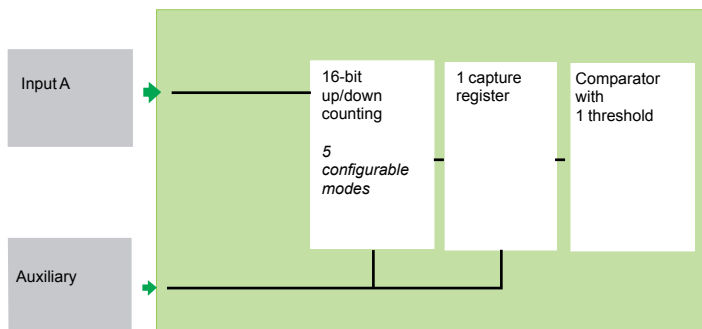 Input A
16-bit
up/down
counting
5
configurable
modes
1 capture
register
Comparator
with
1 threshold
Auxiliary